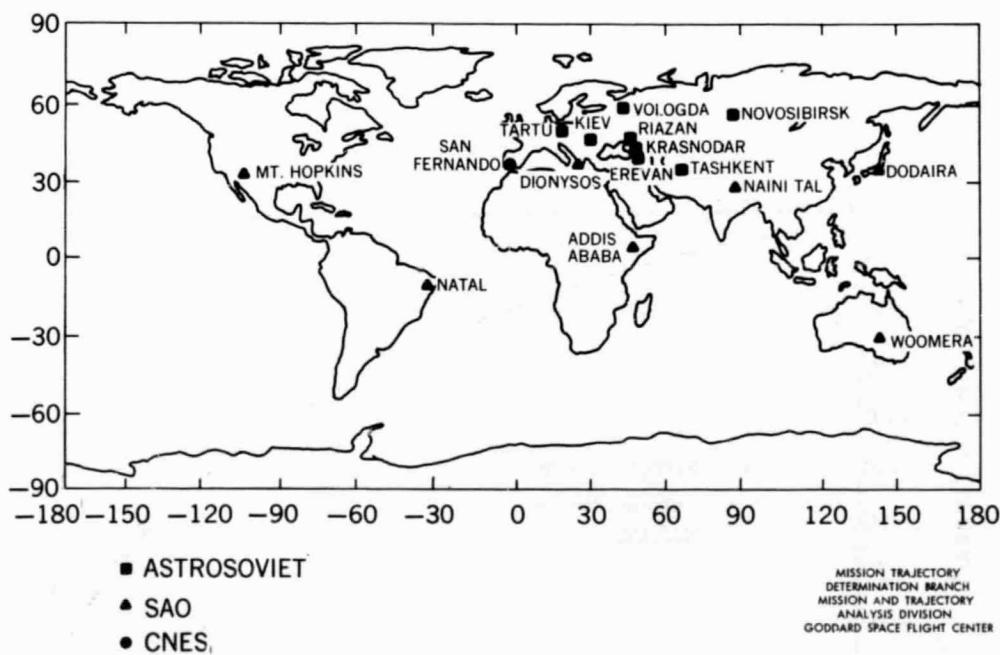 90
60
30
0
−30
−60
−90
VOLOGDA
NOVOSIBIRSK
TARTU
KIEV
RIAZAN
KRASNODAR
SAN
FERNANDO
MT. HOPKINS
DIONYSOS
EREVAN
TASHKENT
NAINI TAL
DODAIRA
ADDIS
ABABA
NATAL
WOOMERA
−180 −150 −120 −90 −60 −30 0 30 60 90 120 150 180
ASTROSOVIET
SAO
CNES
MISSION TRAJECTORY
DETERMINATION BRANCH
MISSION AND TRAJECTORY
ANALYSIS DIVISION
GODDARD SPACE FLIGHT CENTER